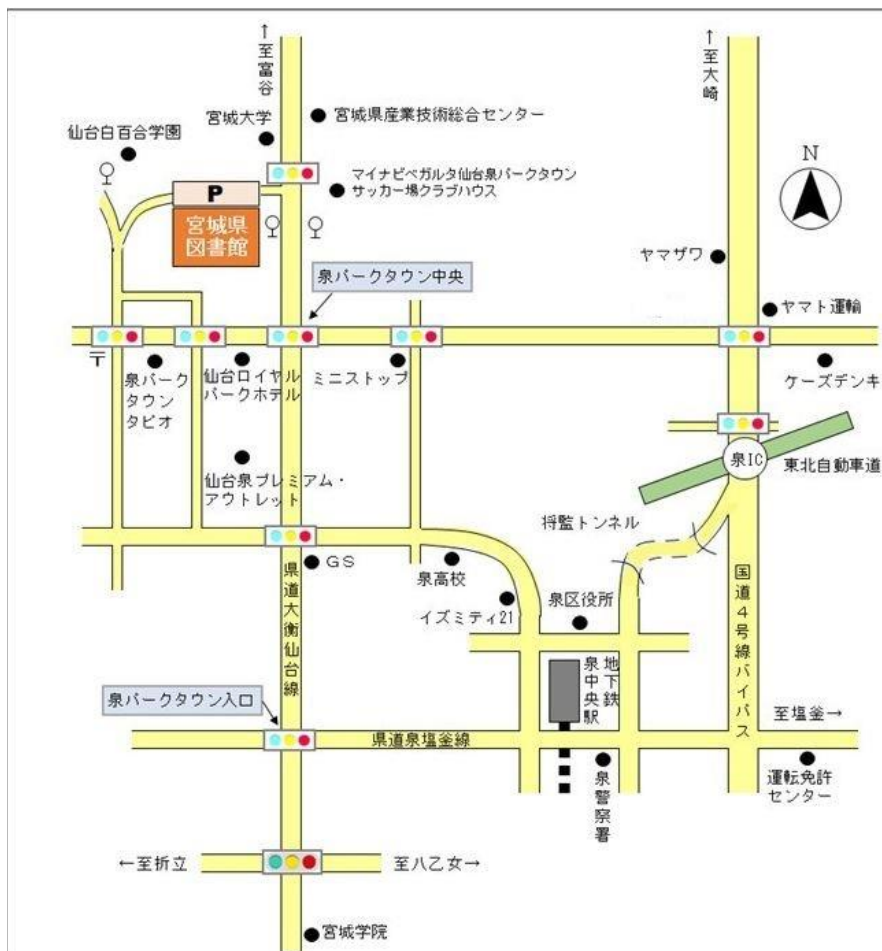 ↑至富谷
↑至大崎
仙台白百合学園
宮城大学
宮城県産業技術総合センター
マイナビベガルタ仙台泉パークタウン
サッカー場クラブハウス
N
P
宮城県
図書館
ヤマザワ
泉パークタウン中央
ヤマト運輸
〒
泉パーク
タウン
タピオ
仙台ロイヤル
パークホテル
ミニストップ
ケーズデンキ
泉IC
東北自動車道
仙台泉プレミアム・
アウトレット
将監トンネル
GS
泉高校
イズミティ21
泉区役所
県道大衡仙台線
国道4号線バイパス
地下鉄
泉中央駅
泉パークタウン入口
至塩釜→
県道泉塩釜線
泉警察署
運転免許
センター
←至折立
至八乙女→
宮城学院